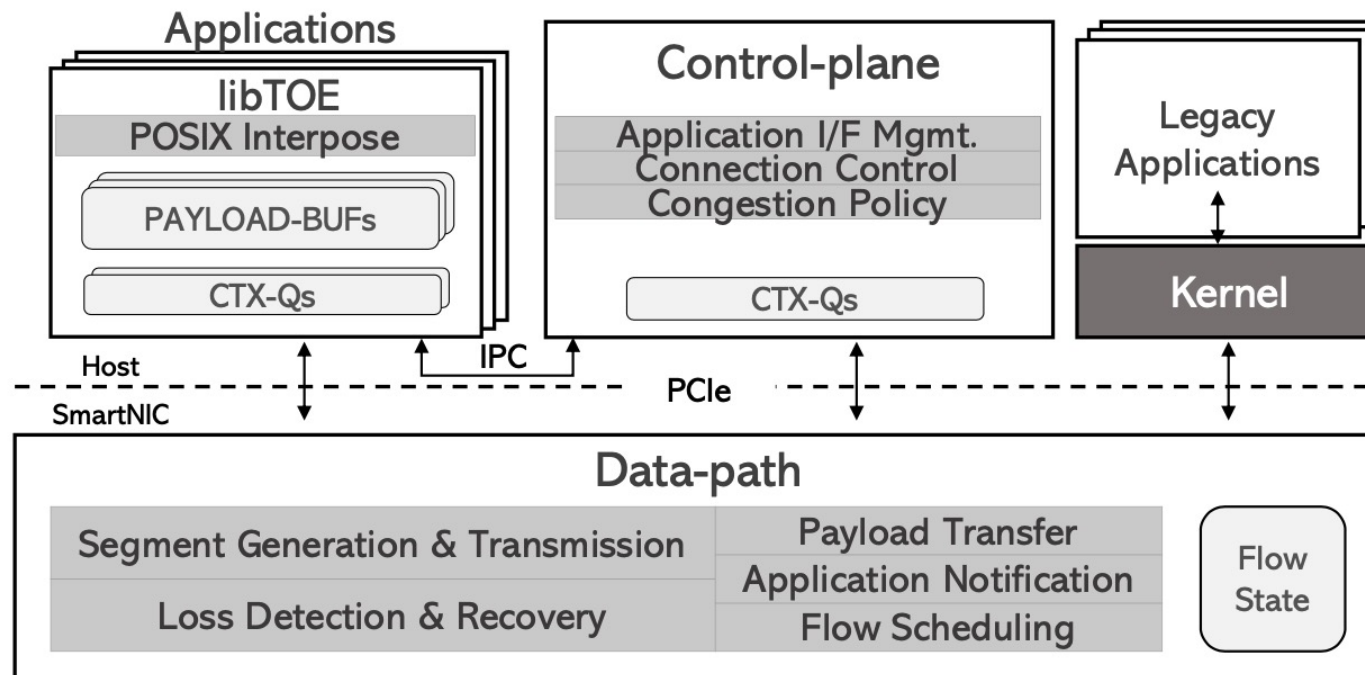 Applications
libTOE
POSIX Interpose
PAYLOAD-BUFs
CTX-Qs
Control-plane
Application I/F Mgmt.
Connection Control
Congestion Policy
CTX-Qs
Legacy
Applications
Kernel
IPC
Host
PCIe
SmartNIC
Data-path
Segment Generation & Transmission
Loss Detection & Recovery
Payload Transfer
Application Notification
Flow Scheduling
Flow
State